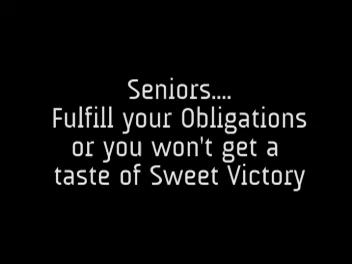 Seniors....
Fulfill your Obligations
or you won't get a
taste of Sweet Victory